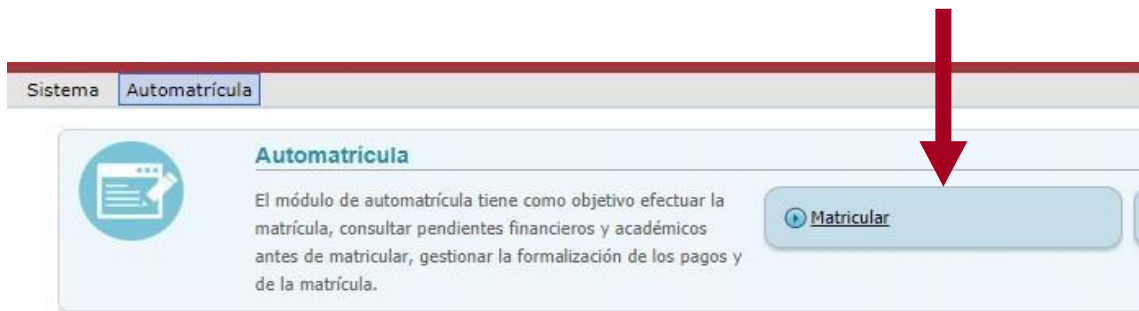 Sistema Automatrícula
Automatrícula
El módulo de automatrícula tiene como objetivo efectuar la
matrícula, consultar pendientes financieros y académicos
antes de matricular, gestionar la formalización de los pagos y
de la matrícula.
Matricular